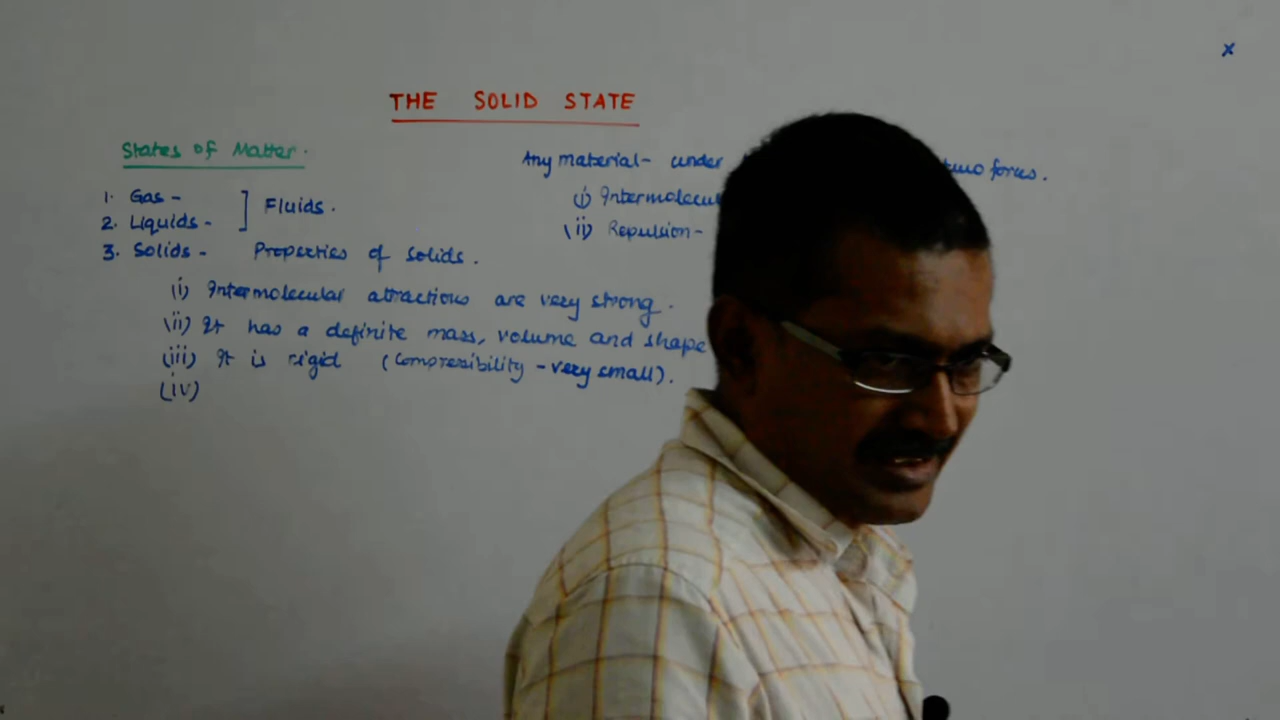 x
THE SOLID STATE
States of Matter.
1. Gas -
2. Liquids -
] Fluids.
3. Solids - Properties of solids.
(i) Intermolecular attractions are very strong.
(ii) It has a definite mass, volume and shape
(iii) It is rigid (Compressibility - very small).
(iv)
Any material - under two forces.
(i)
(ii) Repulsion -